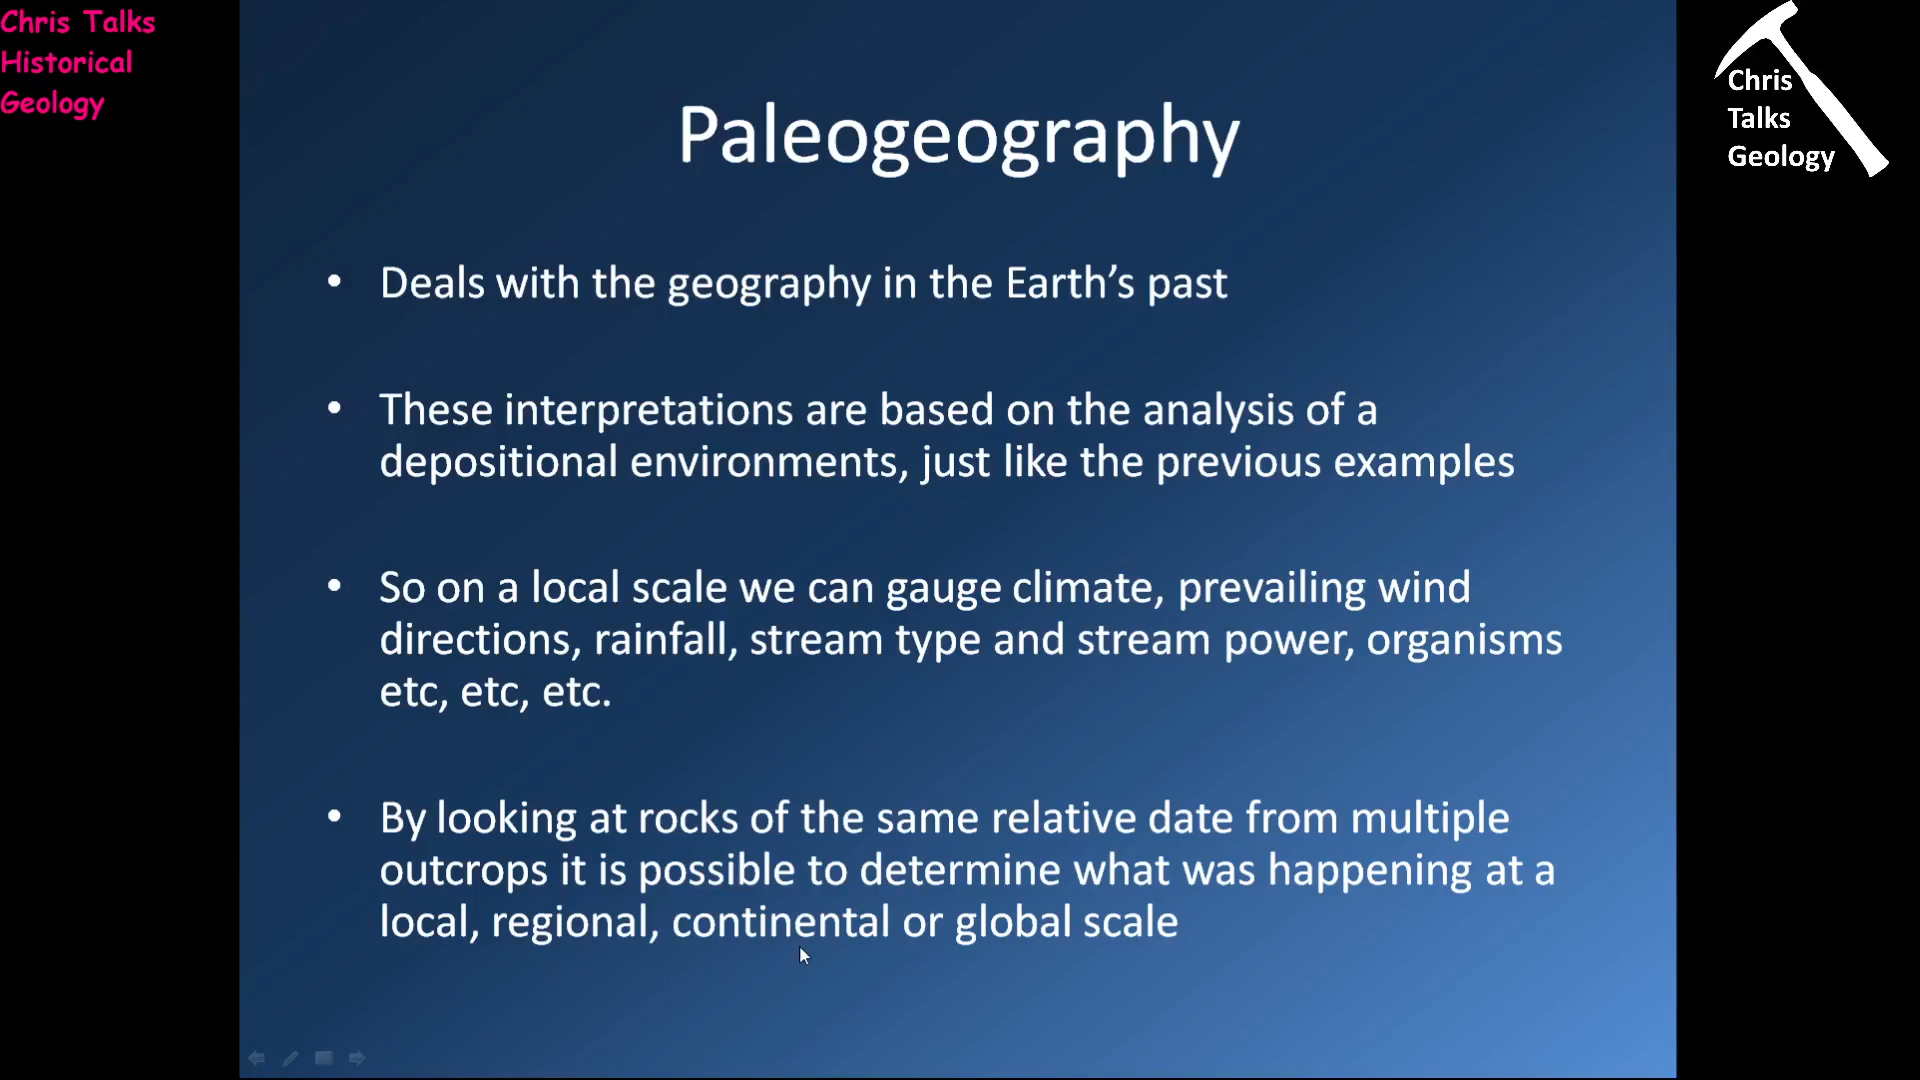 Chris Talks
Historical
Geology
Chris
Talks
Geology
Paleogeography
• Deals with the geography in the Earth’s past
• These interpretations are based on the analysis of a
depositional environments, just like the previous examples
• So on a local scale we can gauge climate, prevailing wind
directions, rainfall, stream type and stream power, organisms
etc, etc, etc.
• By looking at rocks of the same relative date from multiple
outcrops it is possible to determine what was happening at a
local, regional, continental or global scale